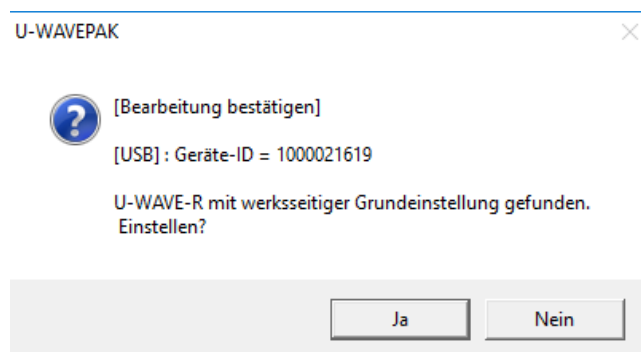 U-WAVEPAK
[Bearbeitung bestätigen]
[USB] : Geräte-ID = 1000021619
U-WAVE-R mit werksseitiger Grundeinstellung gefunden.
Einstellen?
Ja
Nein